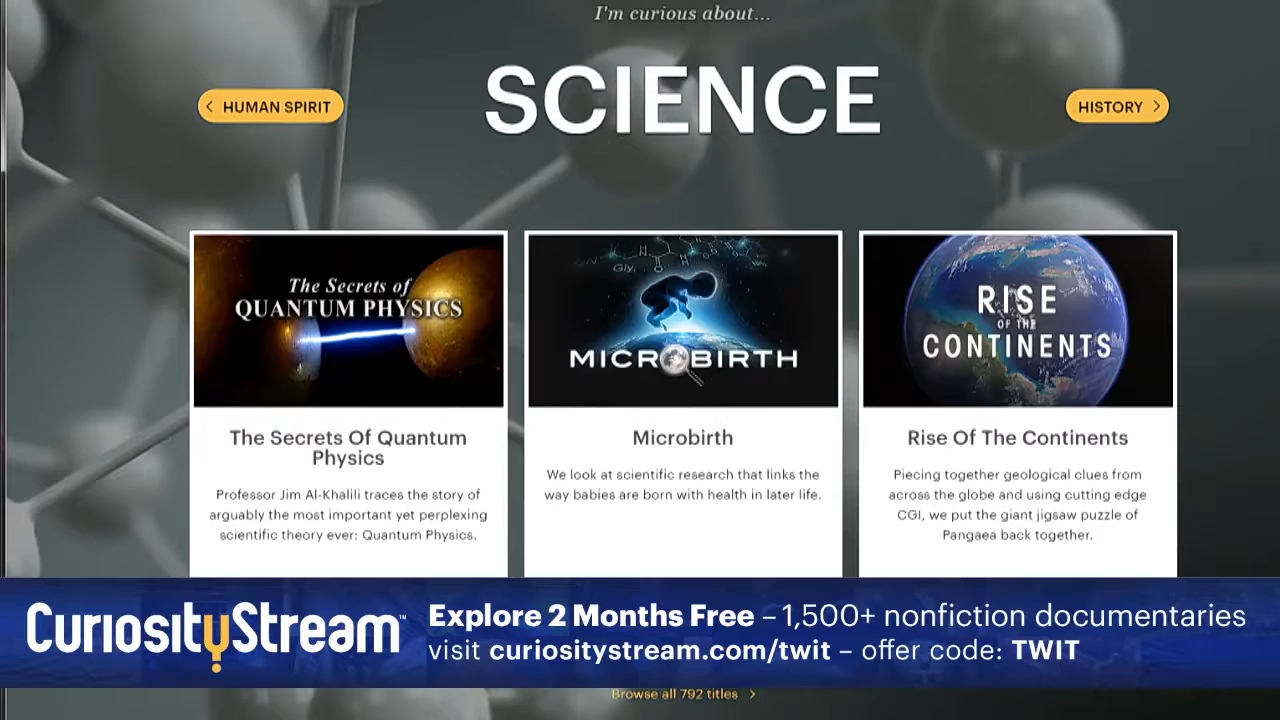 I'm curious about...
SCIENCE
HUMAN SPIRIT
HISTORY
The Secrets of
QUANTUM PHYSICS
Gly,
MICROBIRTH
RISE
OF THE
CONTINENTS
The Secrets Of Quantum
Physics
Professor Jim Al-Khalili traces the story of
arguably the most important yet perplexing
scientific theory ever: Quantum Physics.
Microbirth
We look at scientific research that links the
way babies are born with health in later life.
Rise Of The Continents
Piecing together geological clues from
across the globe and using cutting edge
CGI, we put the giant jigsaw puzzle of
Pangaea back together.
CuriosityStream™
Explore 2 Months Free – 1,500+ nonfiction documentaries
visit curiositystream.com/twit – offer code: TWIT
Browse all 792 titles